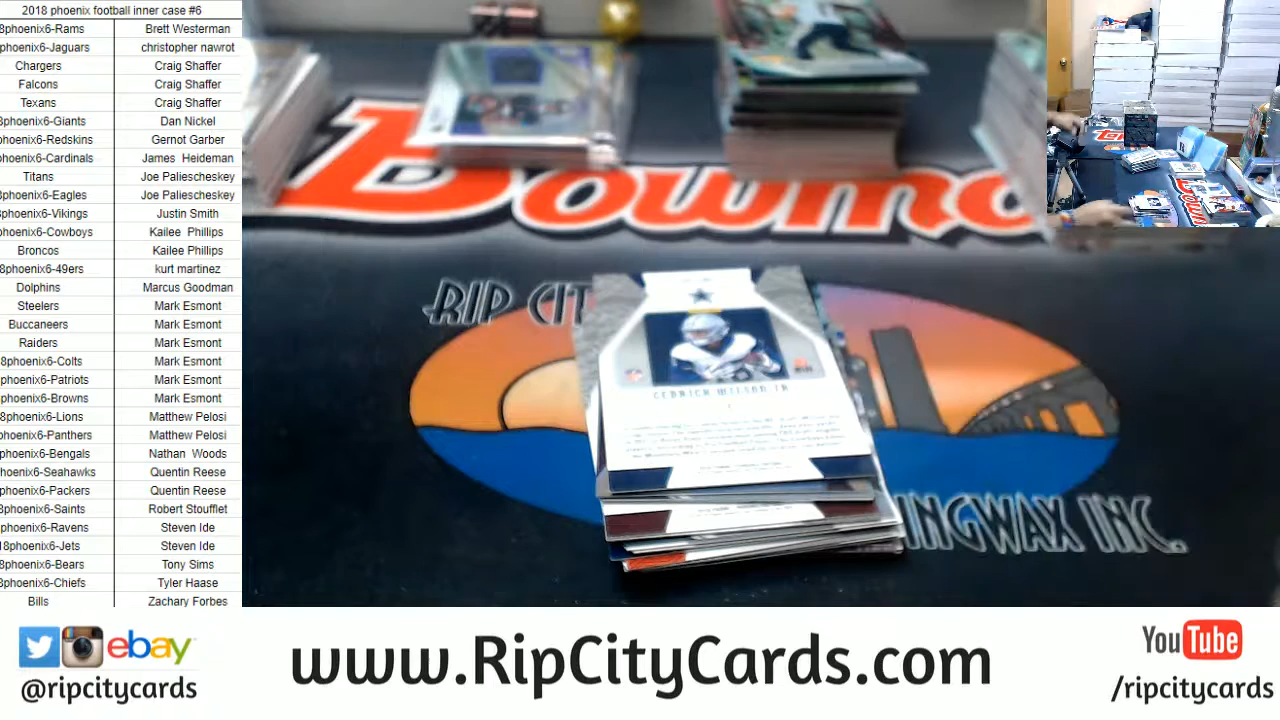 2018 phoenix football inner case #6
8phoenix6-Rams Brett Westerman
phoenix6-Jaguars christopher nawrot
Chargers Craig Shaffer
Falcons Craig Shaffer
Texans Craig Shaffer
8phoenix6-Giants Dan Nickel
phoenix6-Redskins Gernot Garber
phoenix6-Cardinals James Heideman
Titans Joe Paliescheskey
8phoenix6-Eagles Joe Paliescheskey
phoenix6-Vikings Justin Smith
phoenix6-Cowboys Kailee Phillips
Broncos Kailee Phillips
8phoenix6-49ers kurt martinez
Dolphins Marcus Goodman
Steelers Mark Esmont
Buccaneers Mark Esmont
Raiders Mark Esmont
8phoenix6-Colts Mark Esmont
phoenix6-Patriots Mark Esmont
phoenix6-Browns Mark Esmont
8phoenix6-Lions Matthew Pelosi
phoenix6-Panthers Matthew Pelosi
phoenix6-Bengals Nathan Woods
hoenix6-Seahawks Quentin Reese
phoenix6-Packers Quentin Reese
8phoenix6-Saints Robert Stoufflet
phoenix6-Ravens Steven Ide
18phoenix6-Jets Steven Ide
8phoenix6-Bears Tony Sims
8phoenix6-Chiefs Tyler Haase
Bills Zachary Forbes
Bowma
RIP CIT
CEDRICK WILSON JR
INGWAX INC.
ebay
@ripcitycards
www.RipCityCards.com
YouTube
/ripcitycards